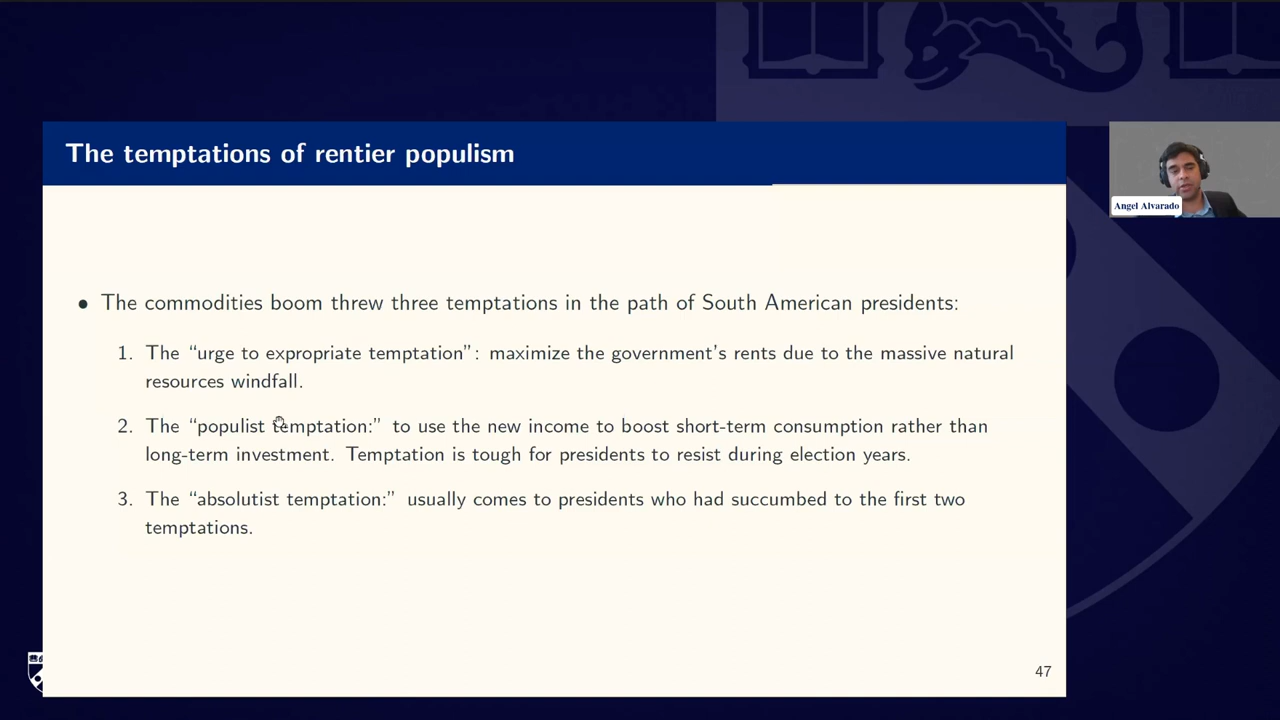 The temptations of rentier populism
Angel Alvarado
• The commodities boom threw three temptations in the path of South American presidents:
1. The “urge to expropriate temptation”: maximize the government’s rents due to the massive natural
resources windfall.
2. The “populist temptation:” to use the new income to boost short-term consumption rather than
long-term investment. Temptation is tough for presidents to resist during election years.
3. The “absolutist temptation:” usually comes to presidents who had succumbed to the first two
temptations.
47